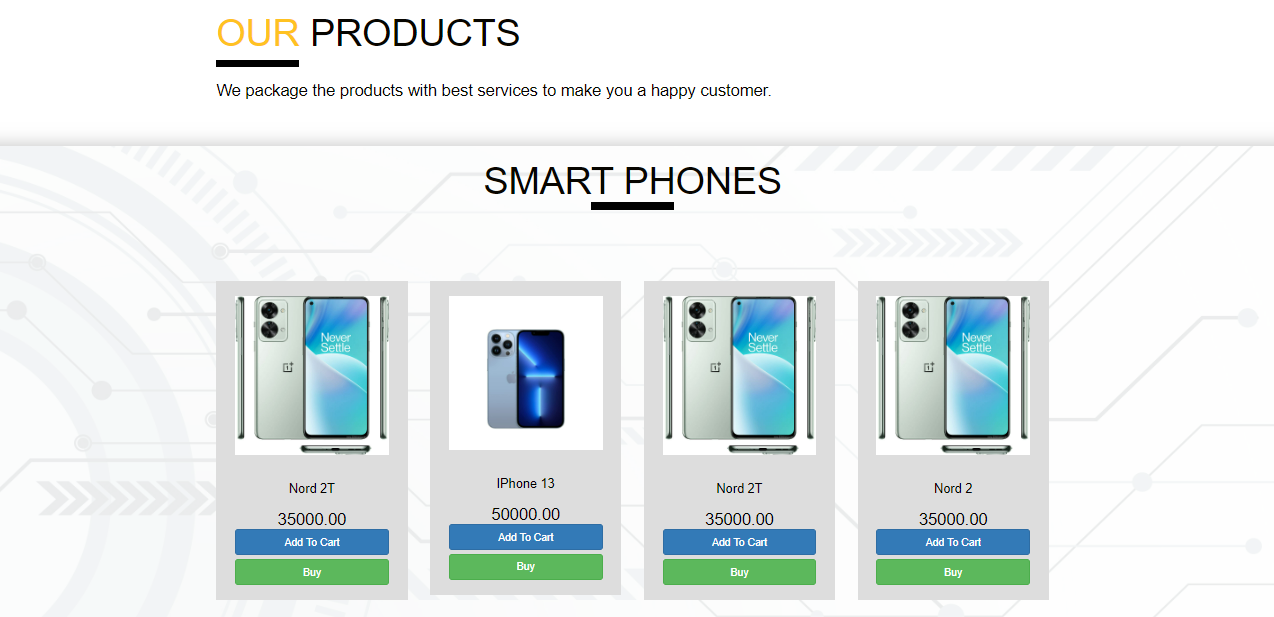 OUR PRODUCTS
We package the products with best services to make you a happy customer.
SMART PHONES
Never
Settle
Nord 2T
35000.00
Add To Cart
Buy
IPhone 13
50000.00
Add To Cart
Buy
Never
Settle
Nord 2T
35000.00
Add To Cart
Buy
Never
Settle
Nord 2
35000.00
Add To Cart
Buy